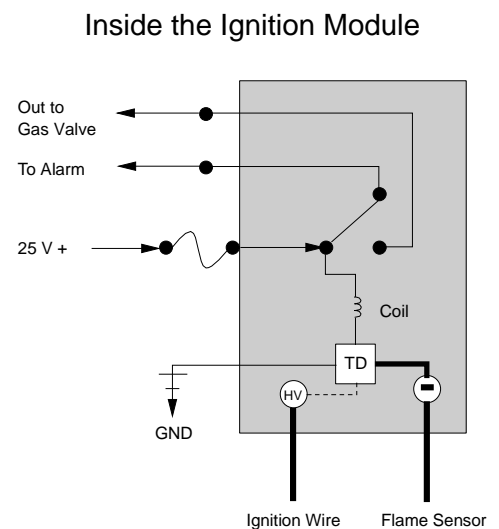 Inside the Ignition Module
Out to
Gas Valve
To Alarm
25 V +
Coil
TD
HV
GND
Ignition Wire
Flame Sensor